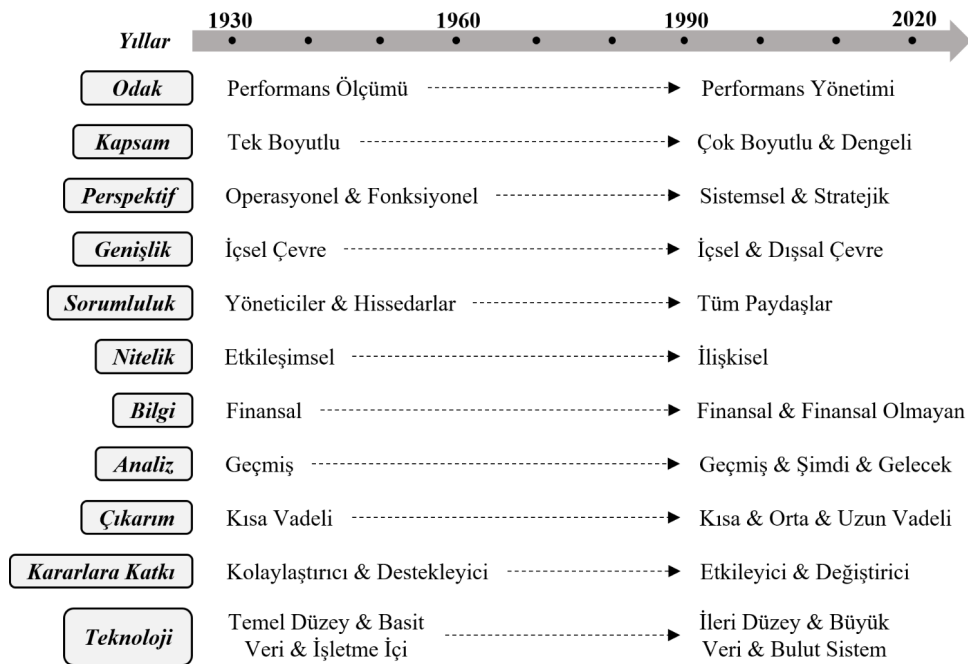 1930 1960 1990 2020
Yıllar
Odak Performans Ölçümü Performans Yönetimi
Kapsam Tek Boyutlu Çok Boyutlu & Dengeli
Perspektif Operasyonel & Fonksiyonel Sistemsel & Stratejik
Genişlik İçsel Çevre İçsel & Dışsal Çevre
Sorumluluk Yöneticiler & Hissedarlar Tüm Paydaşlar
Nitelik Etkileşimsel İlişkisel
Bilgi Finansal Finansal & Finansal Olmayan
Analiz Geçmiş Geçmiş & Şimdi & Gelecek
Çıkarım Kısa Vadeli Kısa & Orta & Uzun Vadeli
Kararlara Katkı Kolaylaştırıcı & Destekleyici Etkileyici & Değiştirici
Teknoloji Temel Düzey & Basit İleri Düzey & Büyük
Veri & İşletme İçi Veri & Bulut Sistem